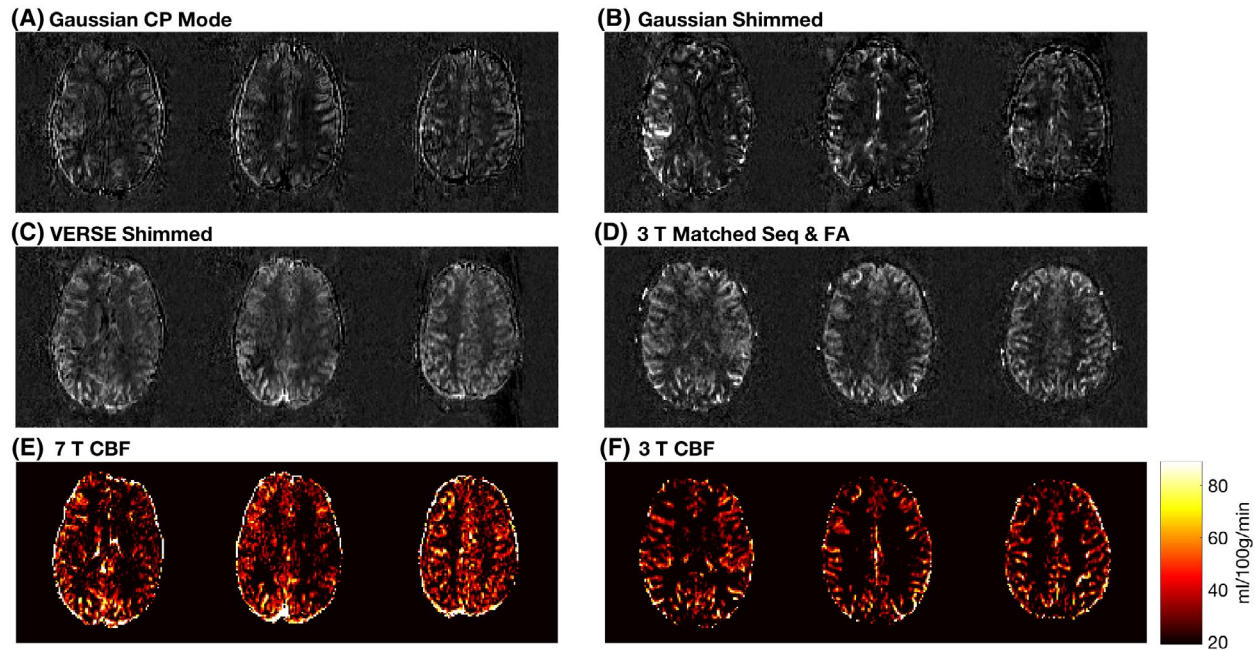 (A) Gaussian CP Mode
(B) Gaussian Shimmed
(C) VERSE Shimmed
(D) 3 T Matched Seq & FA
(E) 7 T CBF
(F) 3 T CBF
80
60
40
20
ml/100g/min